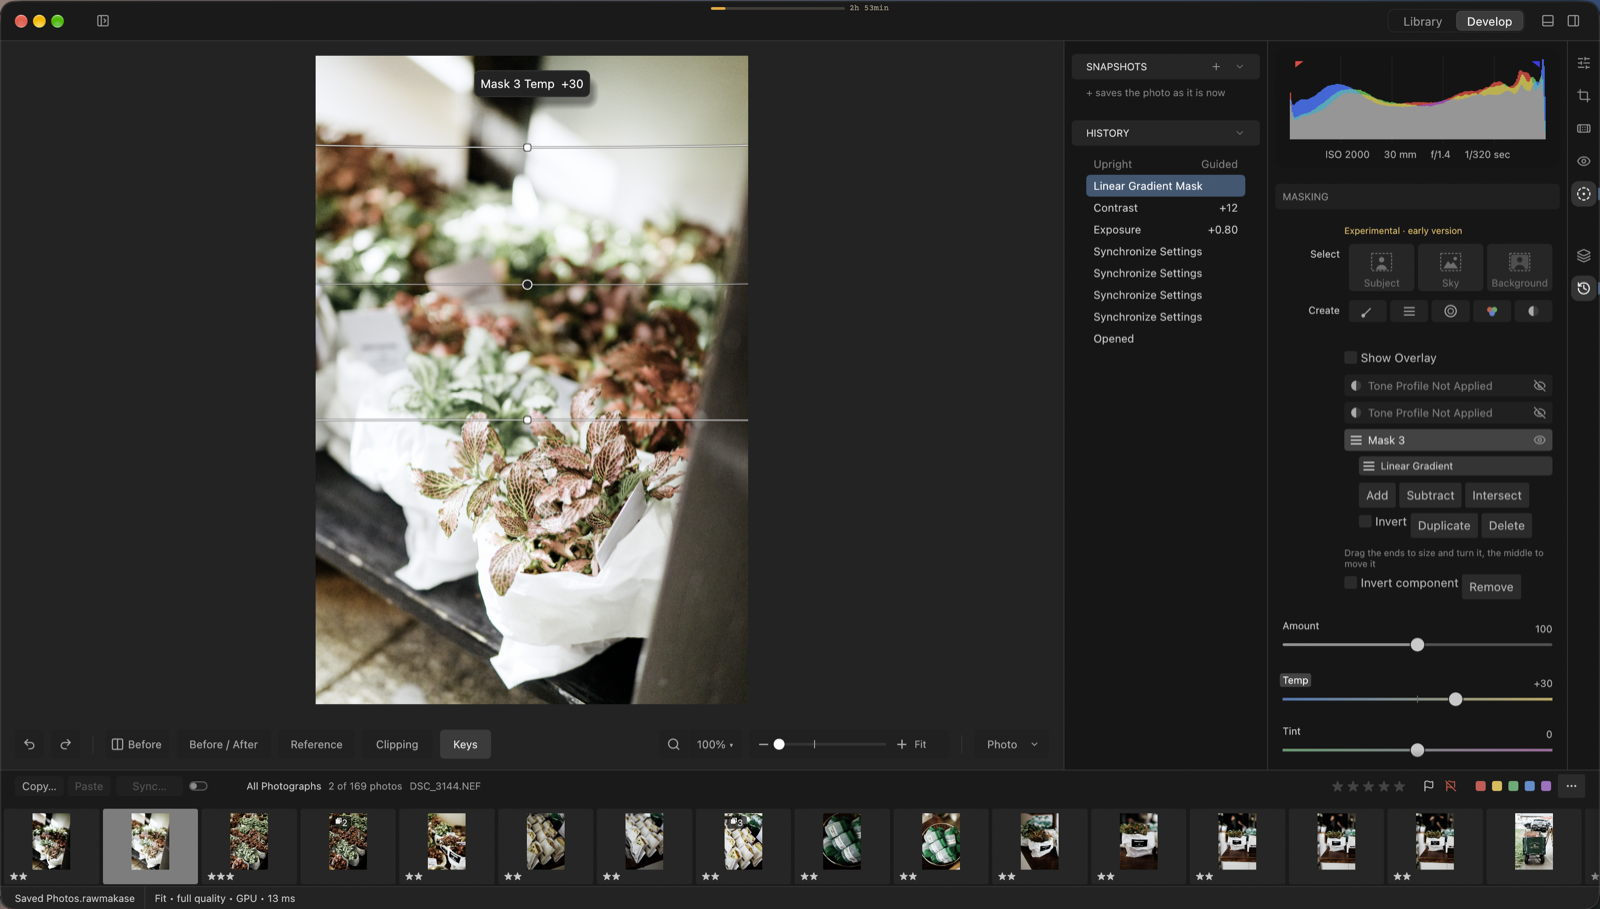 2h 53min
Library
Develop
Mask 3 Temp +30
SNAPSHOTS
+ saves the photo as it is now
HISTORY
Upright Guided
Linear Gradient Mask
Contrast +12
Exposure +0.80
Synchronize Settings
Synchronize Settings
Synchronize Settings
Synchronize Settings
Opened
ISO 2000 30 mm f/1.4 1/320 sec
MASKING
Experimental · early version
Select
Subject
Sky
Background
Create
Show Overlay
Tone Profile Not Applied
Tone Profile Not Applied
Mask 3
Linear Gradient
Add
Subtract
Intersect
Invert
Duplicate
Delete
Drag the ends to size and turn it, the middle to
move it
Invert component
Remove
Amount 100
Temp +30
Tint 0
Before
Before / After
Reference
Clipping
Keys
100%
Fit
Photo
Copy...
Paste
Sync...
All Photographs 2 of 169 photos DSC_3144.NEF
Saved Photos.rawmakase
Fit • full quality • GPU • 13 ms